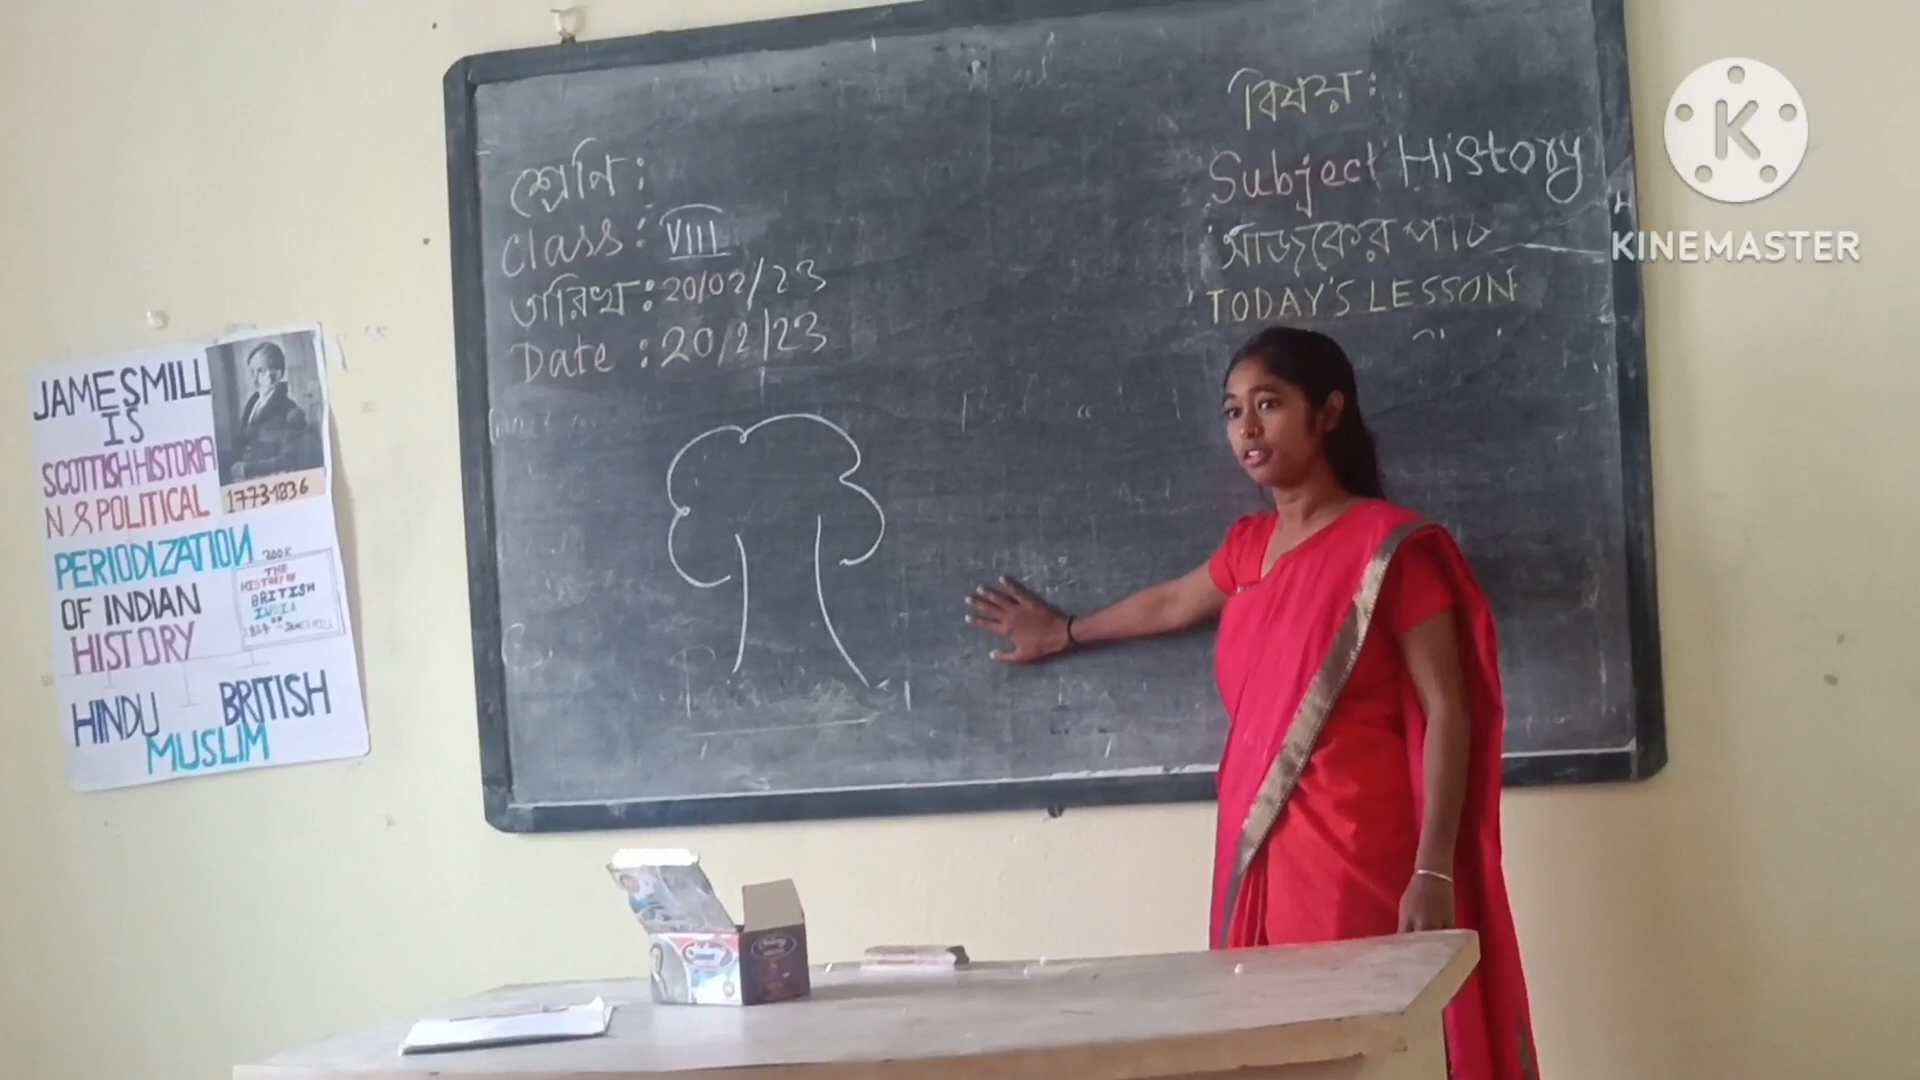 শ্রেণি :
Class : VIII
তারিখ : 20/02/23
Date : 20/2/23
বিষয় :
Subject History
আজকের পাঠ
TODAY'S LESSON
KINEMASTER
JAMES MILL
IS
SCOTTISH HISTORIA
N & POLITICAL
1773-1836
PERIODIZATION
OF INDIAN
HISTORY
BOOK
THE
HISTORY OF
BRITISH
INDIA
HINDU BRITISH
MUSLIM